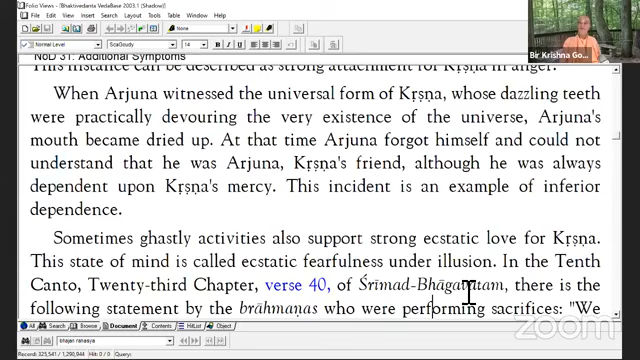 Folio Views - [Bhaktivedanta VedaBase 2003.1 (Shadow)]
File Edit View Search
Window Help
None
Normal Level ScaGoudy 14
NoD 31: Additional Symptoms
This instance can be described as strong attachment for Kṛṣṇa in anger.
When Arjuna witnessed the universal form of Kṛṣṇa, whose dazzling teeth
were practically devouring the very existence of the universe, Arjuna's
mouth became dried up. At that time Arjuna forgot himself and could not
understand that he was Arjuna, Kṛṣṇa's friend, although he was always
dependent upon Kṛṣṇa's mercy. This incident is an example of inferior
dependence.
Sometimes ghastly activities also support strong ecstatic love for Kṛṣṇa.
This state of mind is called ecstatic fearfulness under illusion. In the Tenth
Canto, Twenty-third Chapter, verse 40, of Śrīmad-Bhāgavatam, there is the
following statement by the brāhmaṇas who were performing sacrifices: "We
All Browse Search Document Contents Hit List Object
bhajan rahasya
Record: 325,541 / 1,298,944 Hit: 0 / 0 Hits: 0
Bir Krishna Go...
zoom